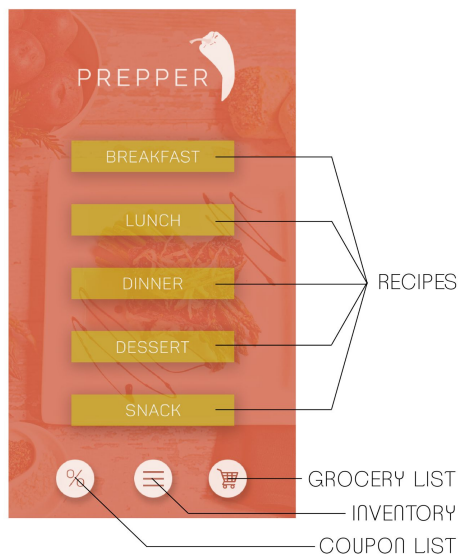 PREPPER
BREAKFAST
LUNCH
DINNER
DESSERT
SNACK
RECIPES
%
GROCERY LIST
INVENTORY
COUPON LIST